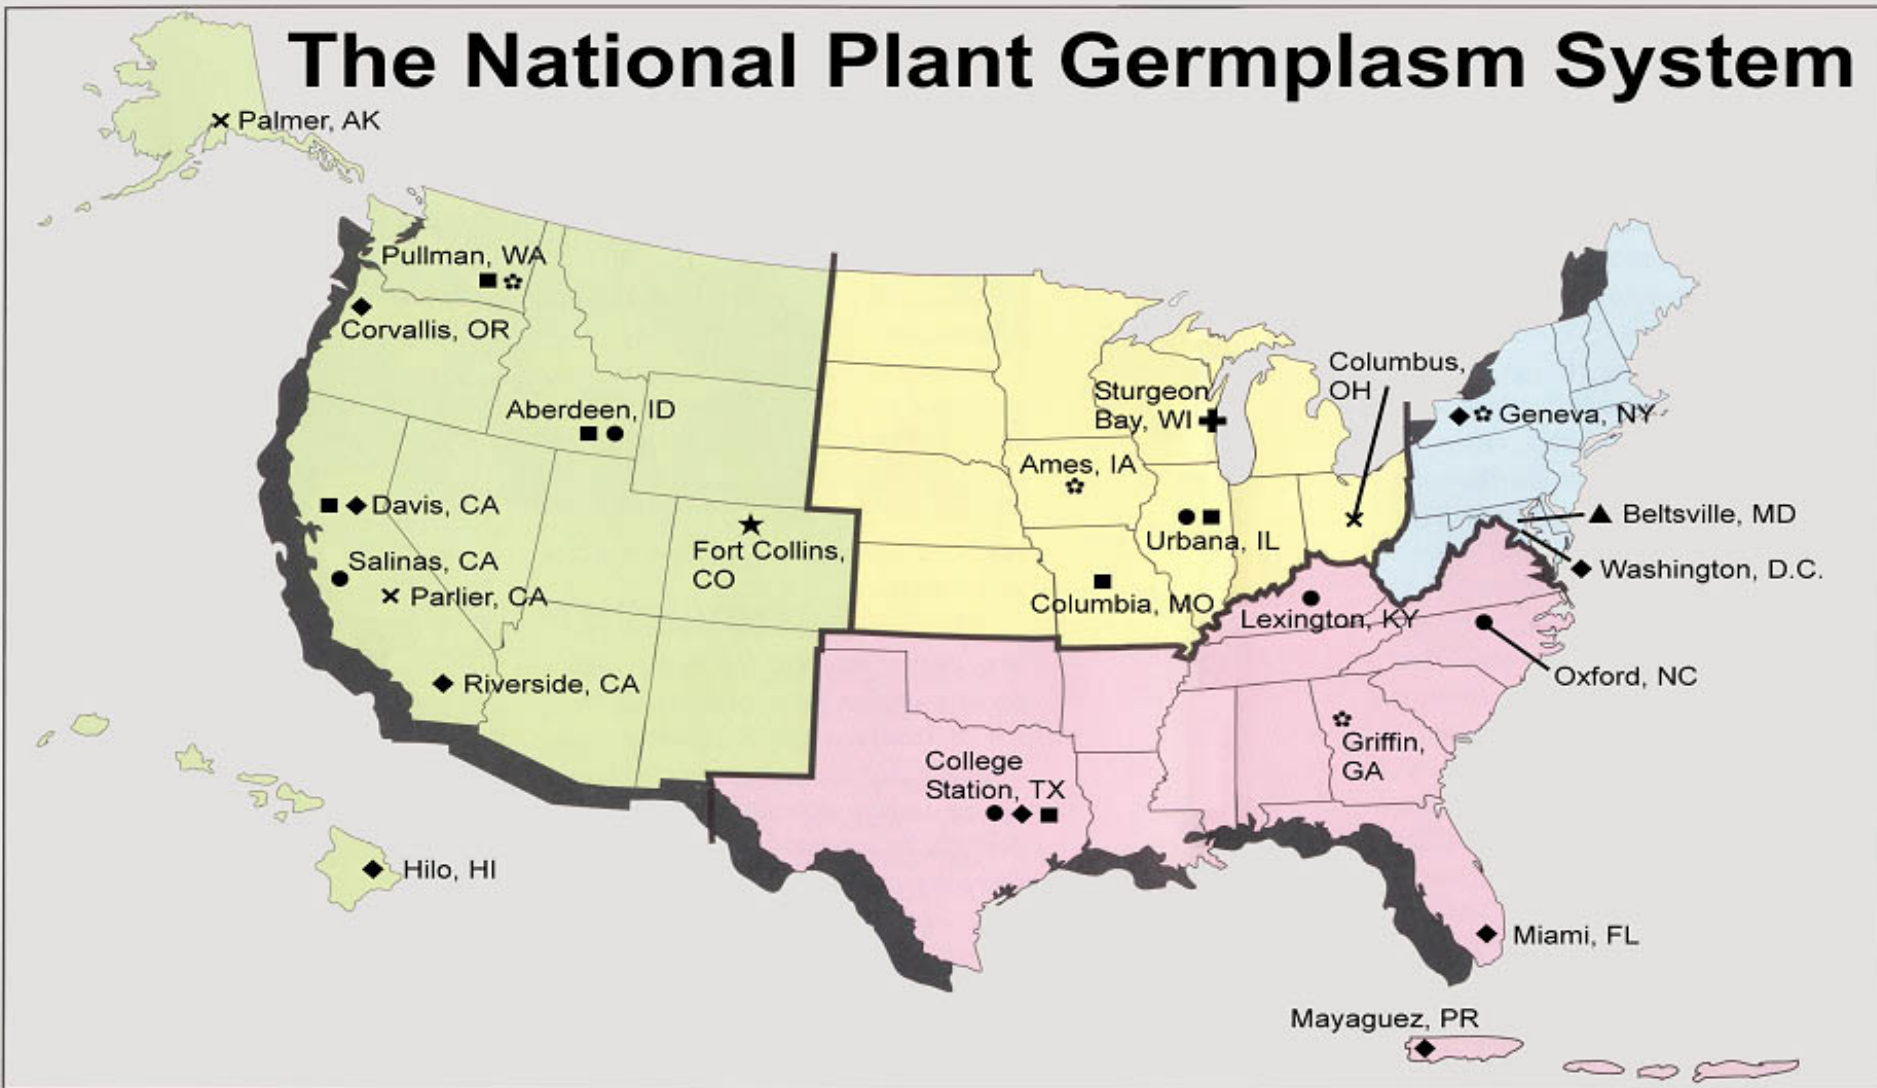 The National Plant Germplasm System
Palmer, AK
Pullman, WA
Corvallis, OR
Aberdeen, ID
Davis, CA
Salinas, CA
Parlier, CA
Riverside, CA
Fort Collins,
CO
Hilo, HI
Sturgeon
Bay, WI
Columbus,
OH
Ames, IA
Urbana, IL
Columbia, MO
Geneva, NY
Beltsville, MD
Washington, D.C.
Lexington, KY
Oxford, NC
Griffin,
GA
College
Station, TX
Miami, FL
Mayaguez, PR